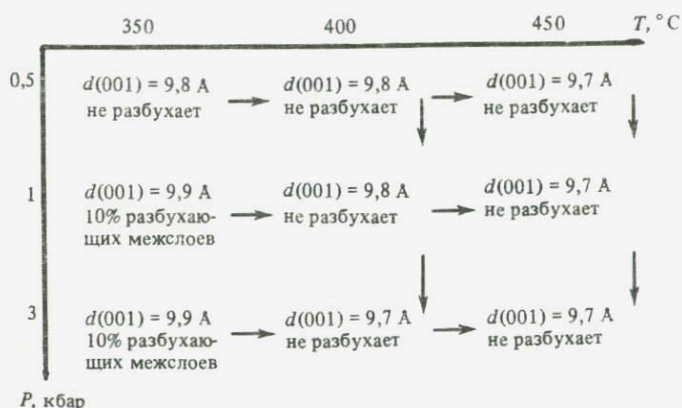 350 400 450 T, °C
0,5
d(001) = 9,8 А d(001) = 9,8 А d(001) = 9,7 А
не разбухает не разбухает не разбухает
1
d(001) = 9,9 А d(001) = 9,8 А d(001) = 9,7 А
10% разбухаю- не разбухает не разбухает
щих межслоев
3
d(001) = 9,9 А d(001) = 9,7 А d(001) = 9,7 А
10% разбухаю- не разбухает не разбухает
щих межслоев
P, кбар